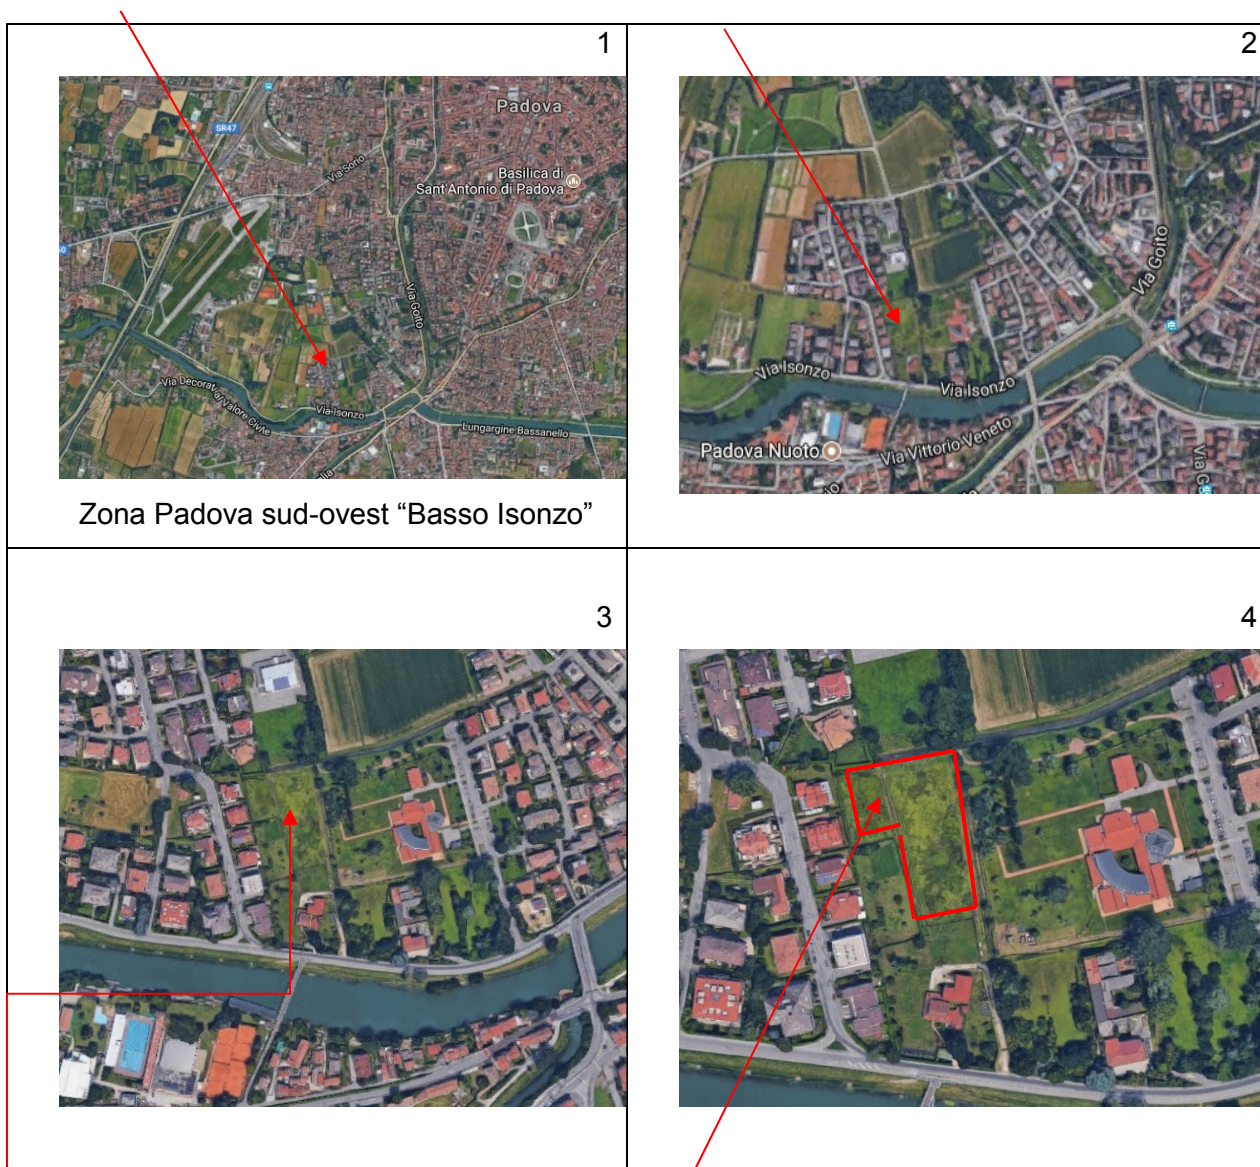 1
Padova
SR47
Via Sorio
Basilica di
Sant'Antonio di Padova
Via Goito
Via Decorati al Valore Civile
Via Isonzo
Lungargine Bassanello
Zona Padova sud-ovest “Basso Isonzo”
2
Via Goito
Via Isonzo
Via Isonzo
Padova Nuoto
Via Vittorio Veneto
3
4